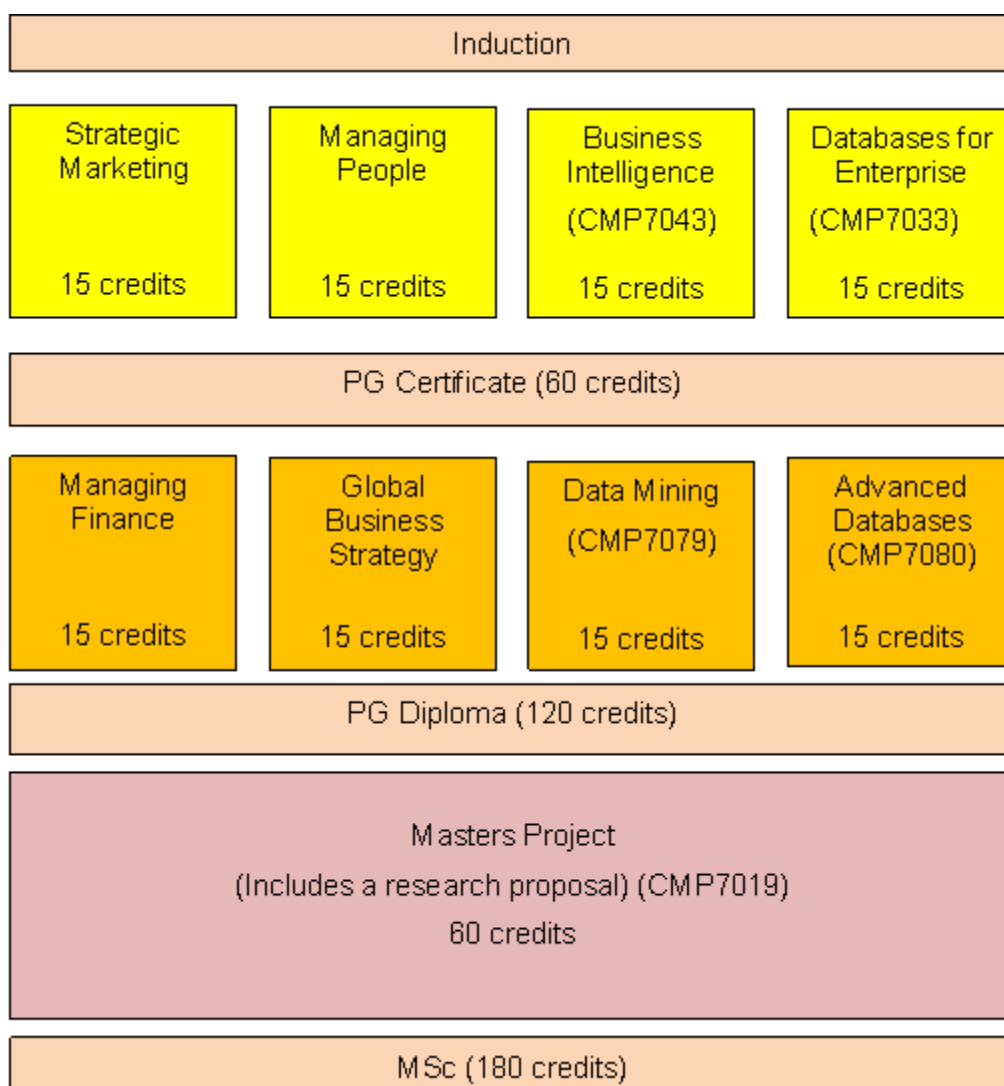 Induction
Strategic
Marketing
15 credits
Managing
People
15 credits
Business
Intelligence
(CMP7043)
15 credits
Databases for
Enterprise
(CMP7033)
15 credits
PG Certificate (60 credits)
Managing
Finance
15 credits
Global
Business
Strategy
15 credits
Data Mining
(CMP7079)
15 credits
Advanced
Databases
(CMP7080)
15 credits
PG Diploma (120 credits)
Masters Project
(Includes a research proposal) (CMP7019)
60 credits
MSc (180 credits)